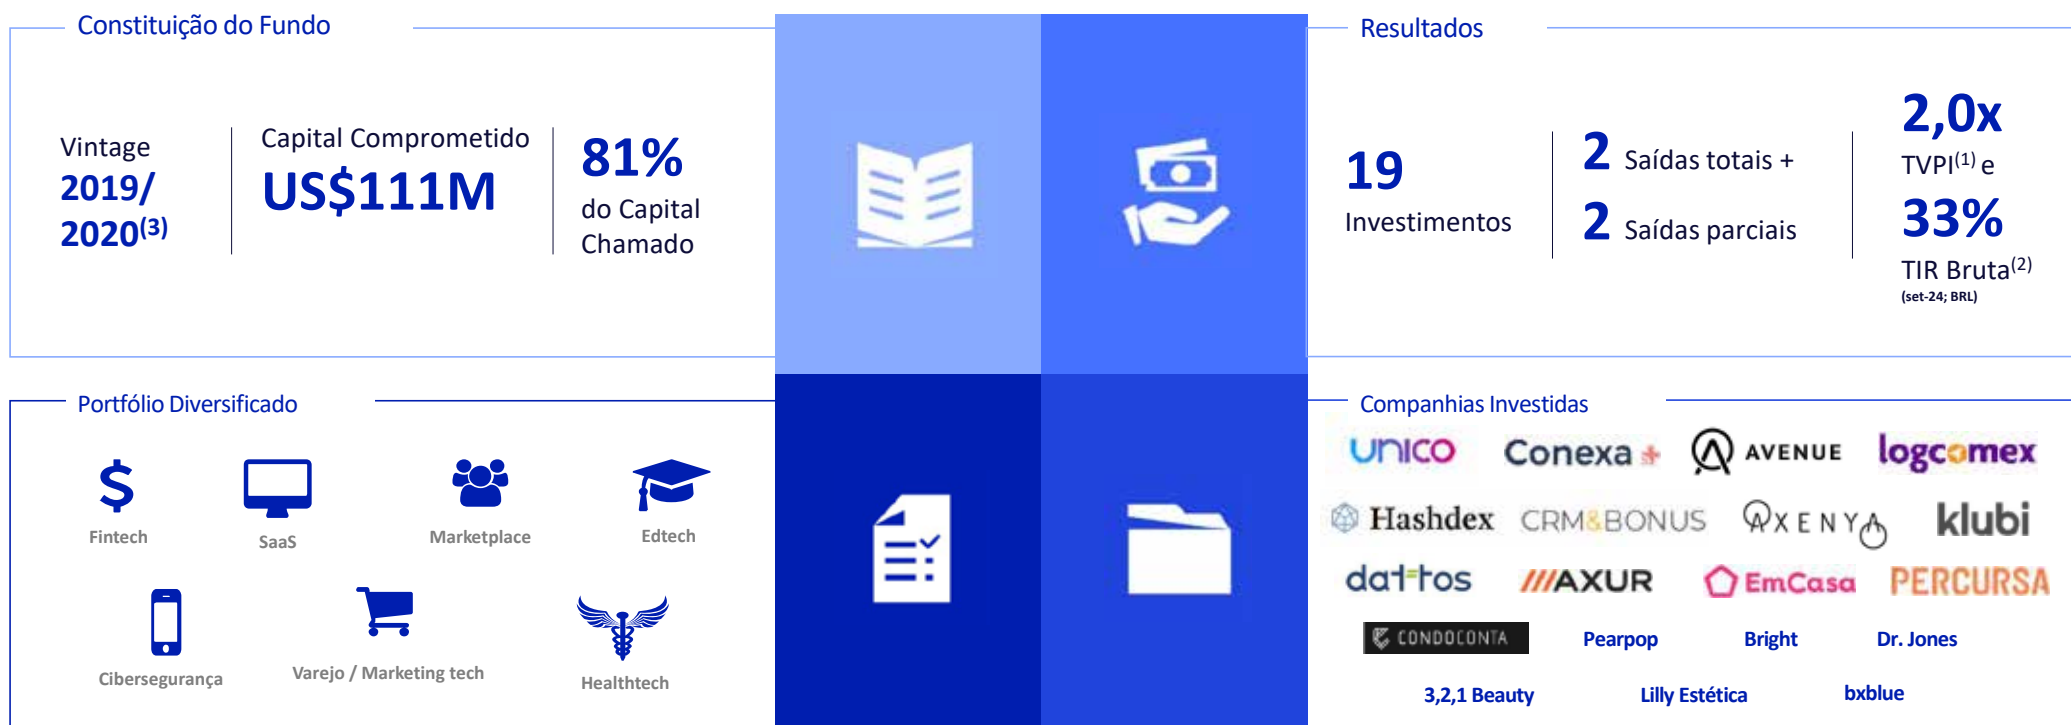 Constituição do Fundo
Vintage
2019/
2020(3)
Capital Comprometido
US$111M
81%
do Capital
Chamado
Resultados
19
Investimentos
2 Saídas totais +
2 Saídas parciais
2,0x
TVPI(1) e
33%
TIR Bruta(2)
(set-24; BRL)
Portfólio Diversificado
$
Fintech
SaaS
Marketplace
Edtech
Cibersegurança
Varejo / Marketing tech
Healthtech
Companhias Investidas
unico Conexa AVENUE logcomex
Hashdex CRM&BONUS AXENYA klubi
dattos ///AXUR EmCasa PERCURSA
CONDOCONTA Pearpop Bright Dr. Jones
3,2,1 Beauty Lilly Estética bxblue